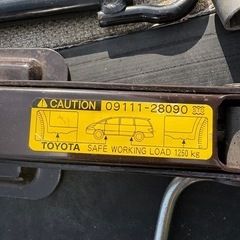 CAUTION 09111-28090
TOYOTA SAFE WORKING LOAD 1250 kg